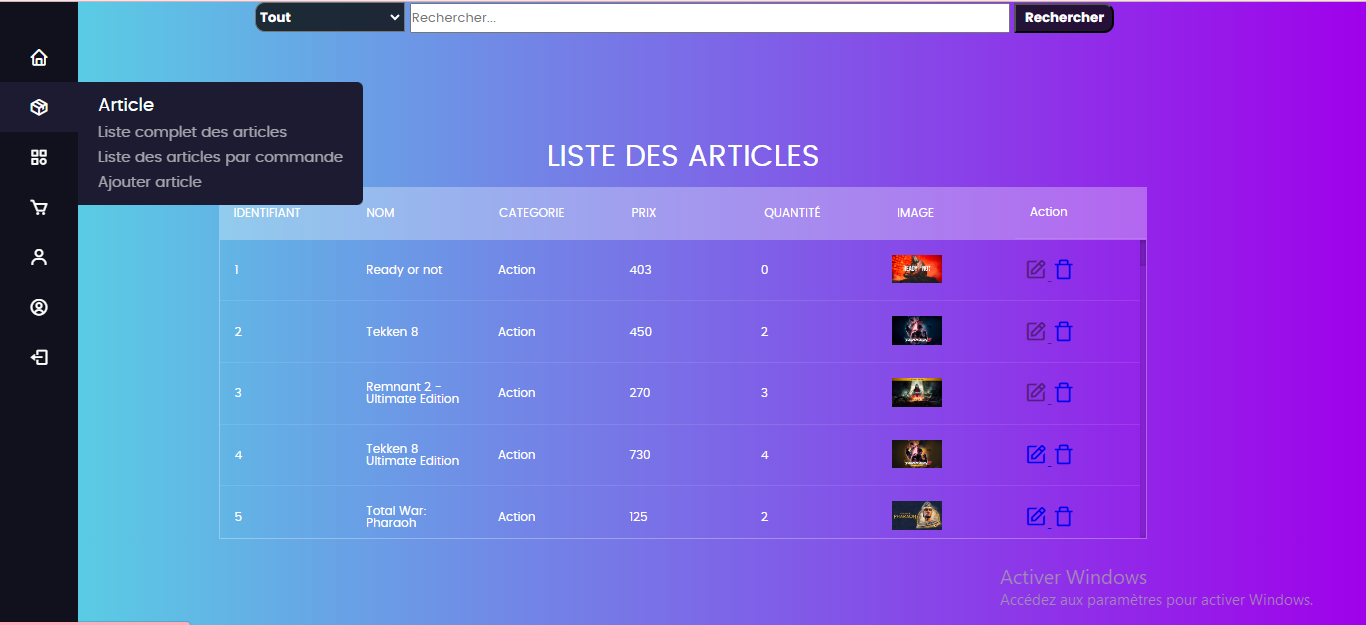 Tout
Rechercher...
Rechercher
Article
Liste complet des articles
Liste des articles par commande
Ajouter article
LISTE DES ARTICLES
IDENTIFIANT NOM CATEGORIE PRIX QUANTITÉ IMAGE Action
1 Ready or not Action 403 0 READY NOT
2 Tekken 8 Action 450 2
3 Remnant 2 -
Ultimate Edition Action 270 3
4 Tekken 8
Ultimate Edition Action 730 4
5 Total War:
Pharaoh Action 125 2 PHARAOH
Activer Windows
Accédez aux paramètres pour activer Windows.